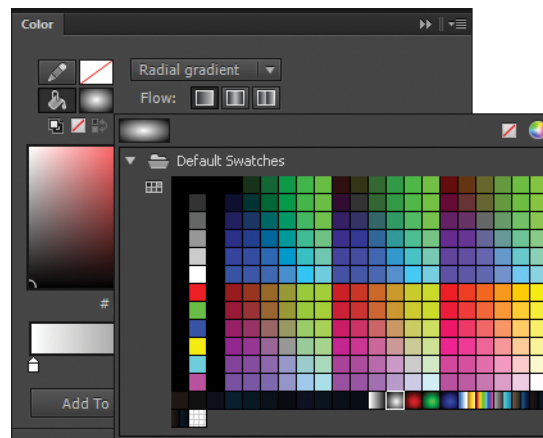 Color
Radial gradient
Flow:
Default Swatches
#
Add To